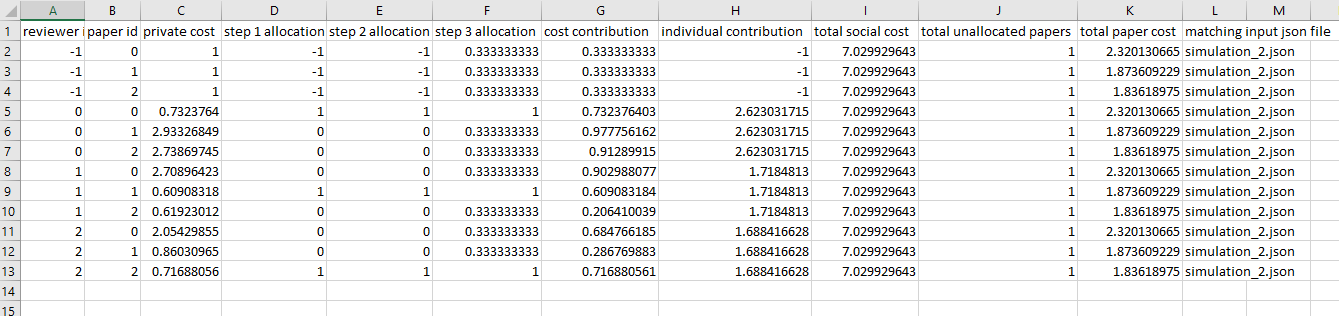 A B C D E F G H I J K L M
1 reviewer i paper id private cost step 1 allocation step 2 allocation step 3 allocation cost contribution individual contribution total social cost total unallocated papers total paper cost matching input json file
2 -1 0 1 -1 -1 0.333333333 0.333333333 -1 7.029929643 1 2.320130665 simulation_2.json
3 -1 1 1 -1 -1 0.333333333 0.333333333 -1 7.029929643 1 1.873609229 simulation_2.json
4 -1 2 1 -1 -1 0.333333333 0.333333333 -1 7.029929643 1 1.83618975 simulation_2.json
5 0 0 0.7323764 1 1 1 0.732376403 2.623031715 7.029929643 1 2.320130665 simulation_2.json
6 0 1 2.93326849 0 0 0.333333333 0.977756162 2.623031715 7.029929643 1 1.873609229 simulation_2.json
7 0 2 2.73869745 0 0 0.333333333 0.91289915 2.623031715 7.029929643 1 1.83618975 simulation_2.json
8 1 0 2.70896423 0 0 0.333333333 0.902988077 1.7184813 7.029929643 1 2.320130665 simulation_2.json
9 1 1 0.60908318 1 1 1 0.609083184 1.7184813 7.029929643 1 1.873609229 simulation_2.json
10 1 2 0.61923012 0 0 0.333333333 0.206410039 1.7184813 7.029929643 1 1.83618975 simulation_2.json
11 2 0 2.05429855 0 0 0.333333333 0.684766185 1.688416628 7.029929643 1 2.320130665 simulation_2.json
12 2 1 0.86030965 0 0 0.333333333 0.286769883 1.688416628 7.029929643 1 1.873609229 simulation_2.json
13 2 2 0.71688056 1 1 1 0.716880561 1.688416628 7.029929643 1 1.83618975 simulation_2.json
14
15